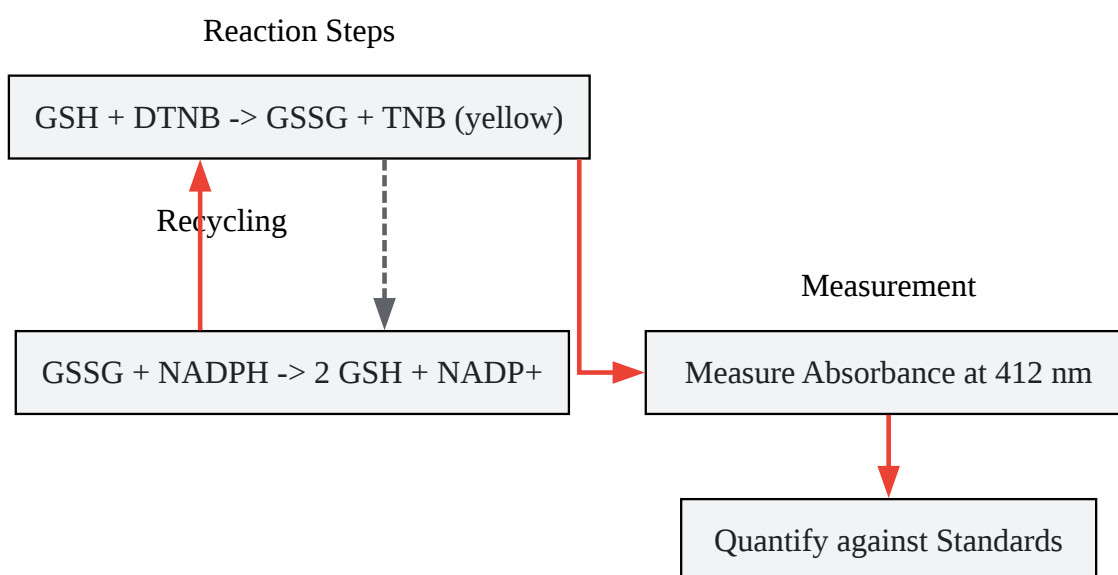 Reaction Steps
GSH + DTNB -> GSSG + TNB (yellow)
Recycling
Measurement
GSSG + NADPH -> 2 GSH + NADP+
Measure Absorbance at 412 nm
Quantify against Standards